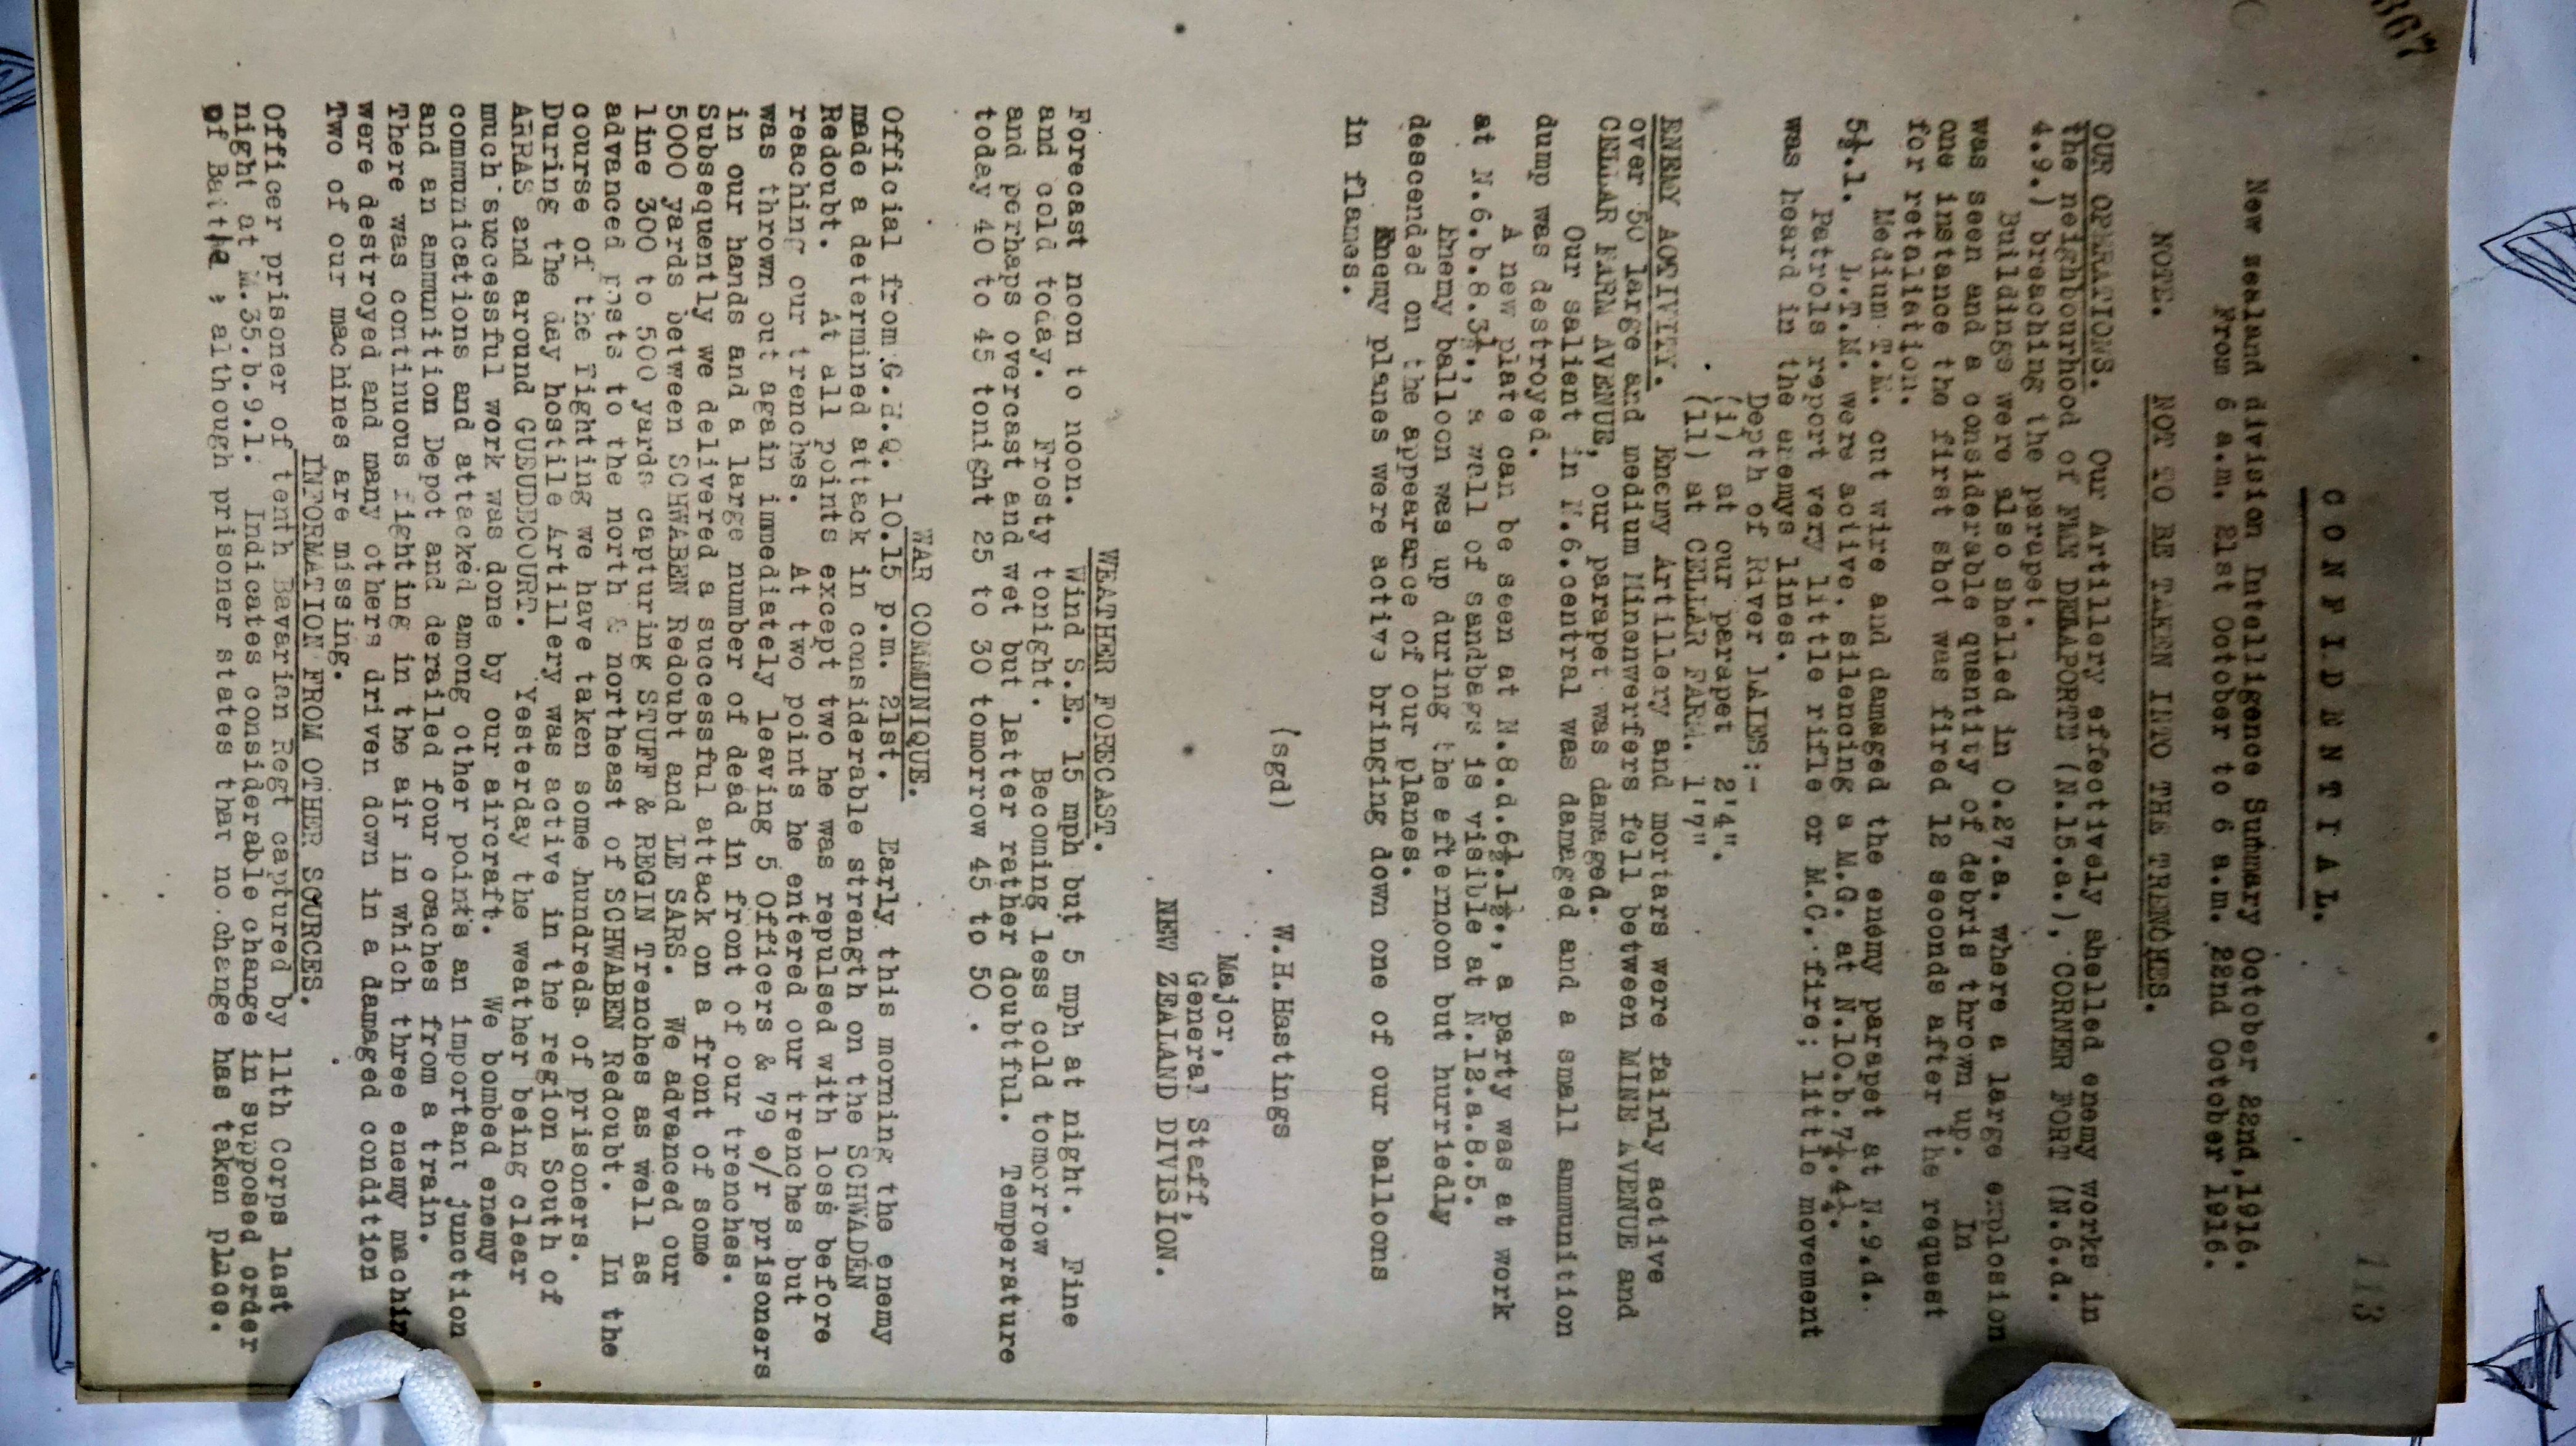 367
113
C O N F I D E N T I A L.
New zealand division Intelligence Summary October 22nd,1916.
From 6 a.m. 21st October to 6 a.m. 22nd October 1916.
NOTE. NOT TO BE TAKEN INTO THE TRENCHES.
OUR OPERATIONS. Our Artillery effectively shelled enemy works in
the neighbourhood of FME DELAPORTE (N.15.a.), CORNER FORT (N.6.d.
4.9.) breaching the parapet.
Buildings were also shelled in O.27.a. where a large explosion
was seen and a considerable quantity of debris thrown up. In
one instance the first shot was fired 12 seconds after the request
for retaliation.
Medium T.M. cut wire and damaged the enemy parapet at N.9.d.
5½.1. L.T.M. were active, silencing a M.G. at N.10.b.7½.4¼.
Patrols report very little rifle or M.G. fire; little movement
was heard in the enemys lines.
Depth of River LAIES:-
(i) at our parapet 2'4".
(11) at CELLAR FARM. 1'7"
ENEMY ACTIVITY. Enemy Artillery and mortars were fairly active
over 50 large and medium Minenwerfers fell between MINE AVENUE and
CELLAR FARM AVENUE, our parapet was damaged.
Our salient in N.6.central was damaged and a small ammunition
dump was destroyed.
A new plate can be seen at N.8.d.6½.1½., a party was at work
at N.6.b.8.3½., a wall of sandbags is visible at N.12.a.8.5.
Enemy balloon was up during the afternoon but hurriedly
descended on the appearance of our planes.
Enemy planes were active bringing down one of our balloons
in flames.
(sgd) W.H.Hastings
Major,
General Staff,
NEW ZEALAND DIVISION.
WEATHER FORECAST.
Forecast noon to noon. Wind S.E. 15 mph but 5 mph at night. Fine
and cold today. Frosty tonight. Becoming less cold tomorrow
and perhaps overcast and wet but latter rather doubtful. Temperature
today 40 to 45 tonight 25 to 30 tomorrow 45 to 50 .
WAR COMMUNIQUE.
Official from G.H.Q. 10.15 p.m. 21st. Early this morning the enemy
made a determined attack in considerable strength on the SCHWADEN
Redoubt. At all points except two he was repulsed with loss before
reaching our trenches. At two points he entered our trenches but
was thrown out again immediately leaving 5 Officers & 79 o/r prisoners
in our hands and a large number of dead in front of our trenches.
Subsequently we delivered a successful attack on a front of some
5000 yards between SCHWABEN Redoubt and LE SARS. We advanced our
line 300 to 500 yards capturing STUFF & REGIN Trenches as well as
advanced posts to the north & northeast of SCHWABEN Redoubt. In the
course of the fighting we have taken some hundreds of prisoners.
During the day hostile Artillery was active in the region South of
ARRAS and around GUEUDECOURT. Yesterday the weather being clear
much successful work was done by our aircraft. We bombed enemy
communications and attacked among other points an important junction
and an ammunition Depot and derailed four coaches from a train.
There was continuous fighting in the air in which three enemy machin
were destroyed and many others driven down in a damaged condition
Two of our machines are missing.
INFORMATION FROM OTHER SOURCES.
Officer prisoner of tenth Bavarian Regt captured by 11th Corps last
night at M.35.b.9.1. Indicates considerable change in supposed order
of Battle ; although prisoner states that no change has taken place.